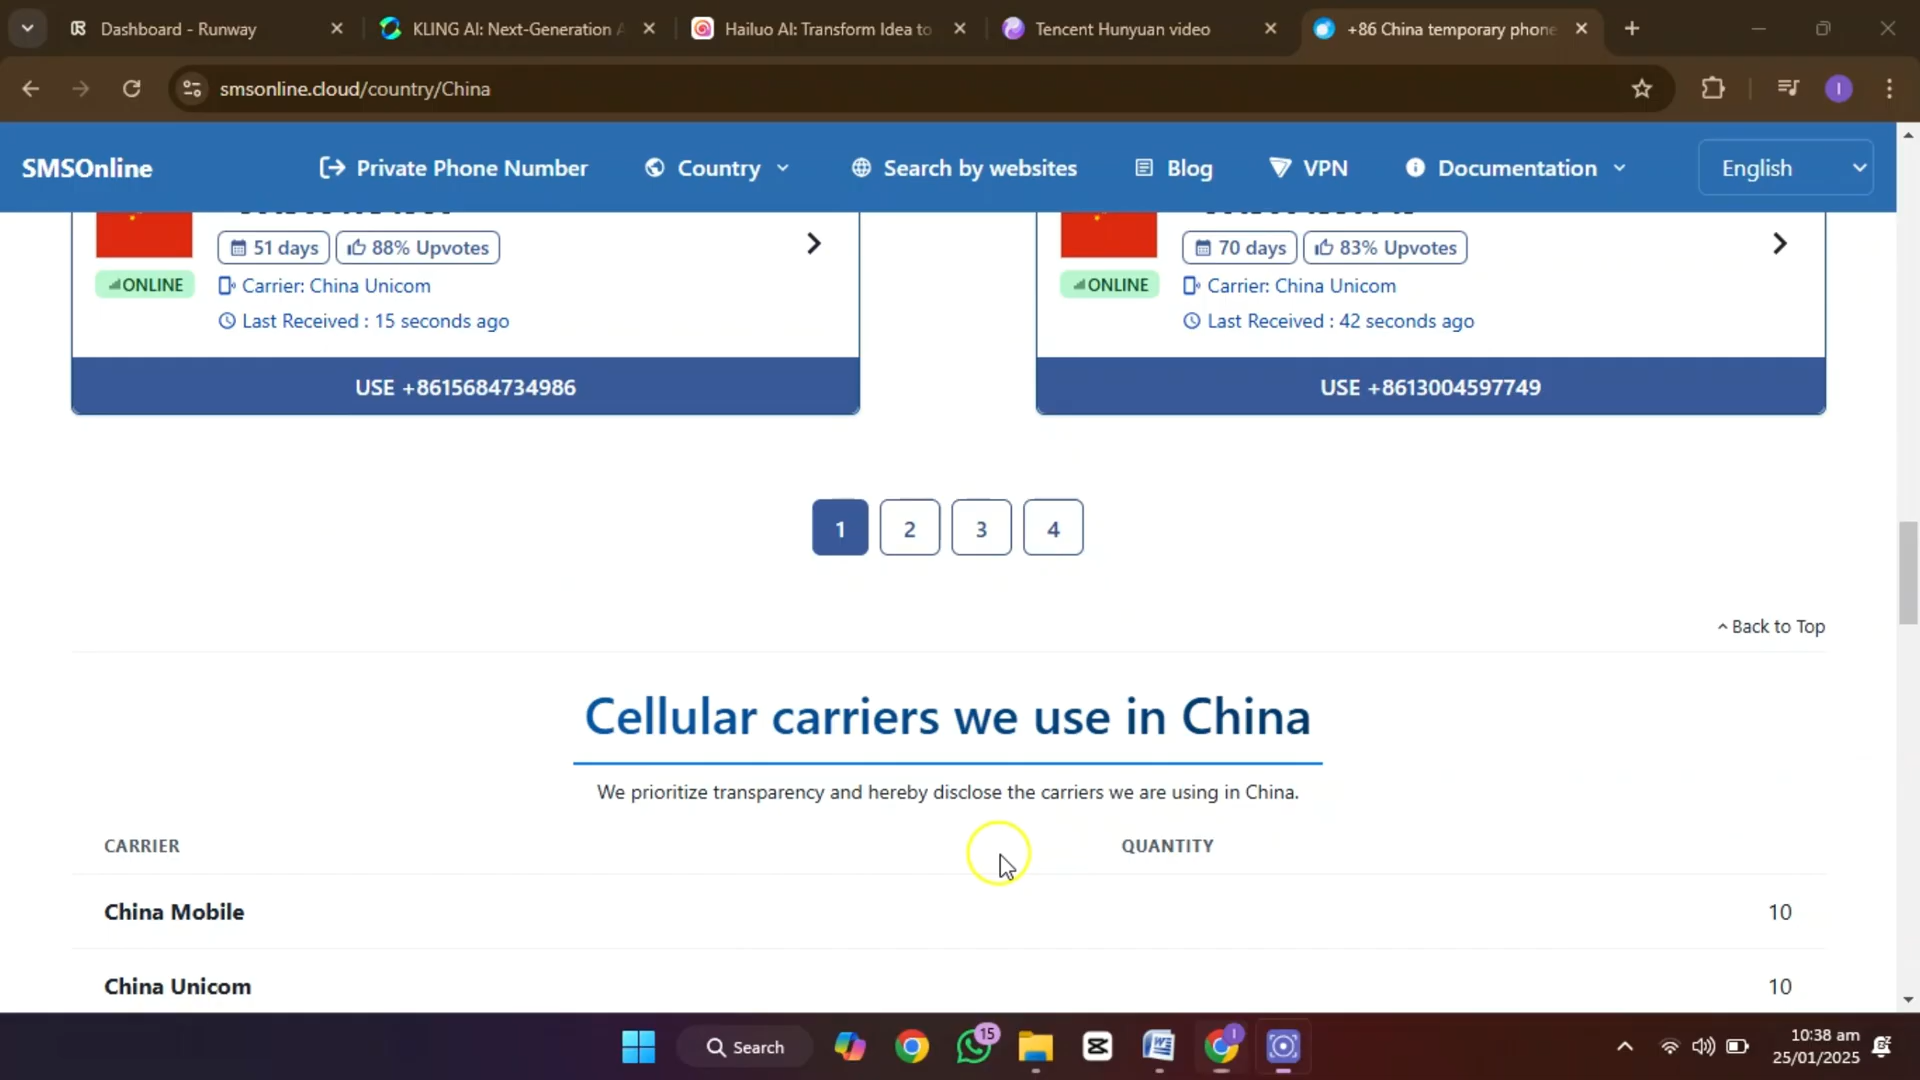 Dashboard - Runway
KLING AI: Next-Generation A
Hailuo AI: Transform Idea to
Tencent Hunyuan video
+86 China temporary phone
smsonline.cloud/country/China
I
SMSOnline
Private Phone Number
Country
Search by websites
Blog
VPN
Documentation
English
51 days
88% Upvotes
ONLINE
Carrier: China Unicom
Last Received : 15 seconds ago
USE +8615684734986
70 days
83% Upvotes
ONLINE
Carrier: China Unicom
Last Received : 42 seconds ago
USE +8613004597749
1 2 3 4
^ Back to Top
Cellular carriers we use in China
We prioritize transparency and hereby disclose the carriers we are using in China.
CARRIER QUANTITY
China Mobile 10
China Unicom 10
Search
15
10:38 am
25/01/2025